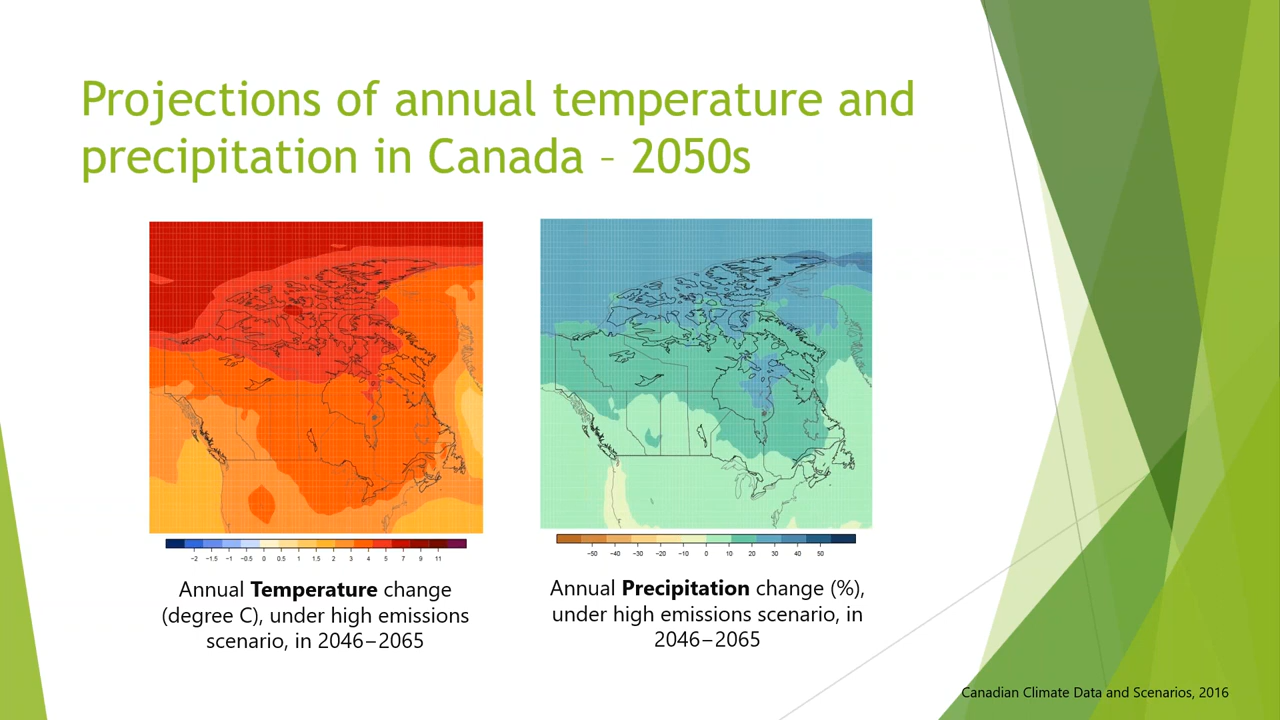 Projections of annual temperature and
precipitation in Canada – 2050s
−2 −1.5 −1 −0.5 0 0.5 1 1.5 2 3 4 5 7 9 11
−50 −40 −30 −20 −10 0 10 20 30 40 50
Annual Temperature change
(degree C), under high emissions
scenario, in 2046–2065
Annual Precipitation change (%),
under high emissions scenario, in
2046–2065
Canadian Climate Data and Scenarios, 2016